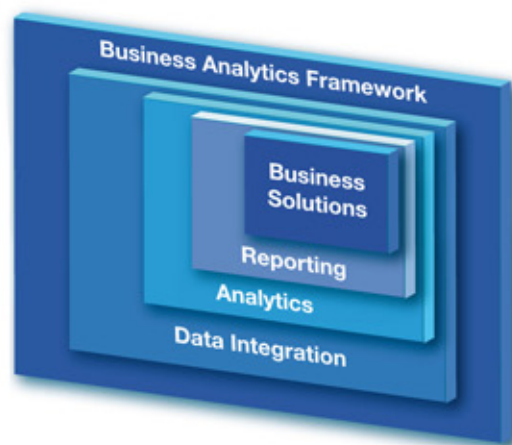 Business Analytics Framework
Business
Solutions
Reporting
Analytics
Data Integration